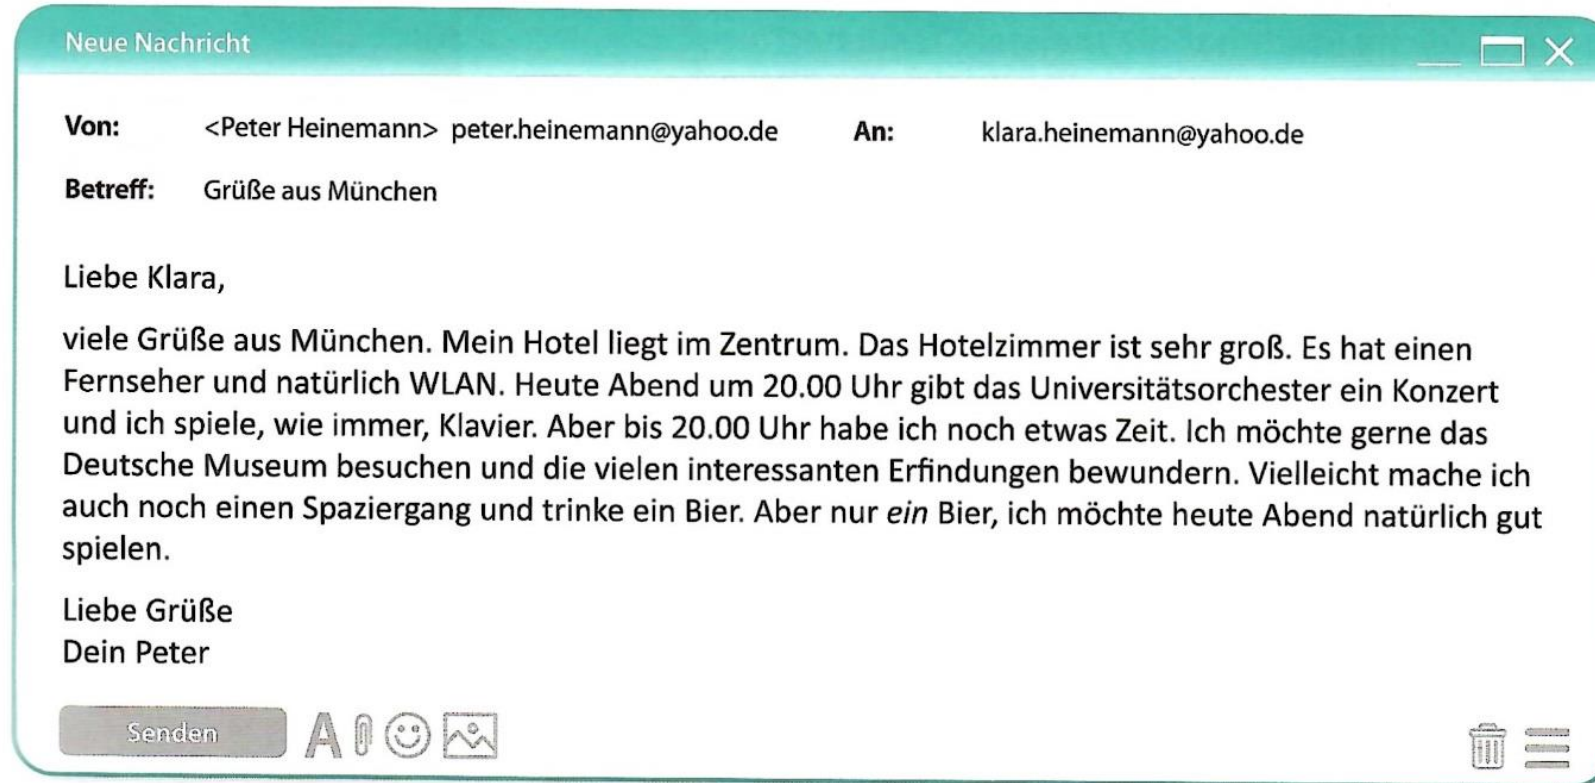 Neue Nachricht
Von: <Peter Heinemann> peter.heinemann@yahoo.de An: klara.heinemann@yahoo.de
Betreff: Grüße aus München
Liebe Klara,
viele Grüße aus München. Mein Hotel liegt im Zentrum. Das Hotelzimmer ist sehr groß. Es hat einen
Fernseher und natürlich WLAN. Heute Abend um 20.00 Uhr gibt das Universitätsorchester ein Konzert
und ich spiele, wie immer, Klavier. Aber bis 20.00 Uhr habe ich noch etwas Zeit. Ich möchte gerne das
Deutsche Museum besuchen und die vielen interessanten Erfindungen bewundern. Vielleicht mache ich
auch noch einen Spaziergang und trinke ein Bier. Aber nur ein Bier, ich möchte heute Abend natürlich gut
spielen.
Liebe Grüße
Dein Peter
Senden A